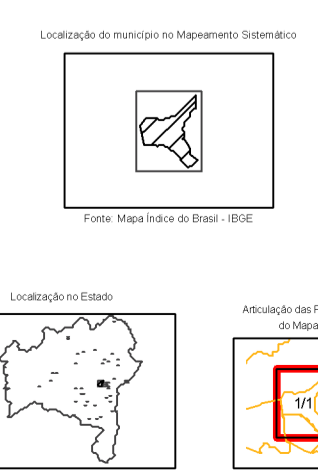 Localização do município no Mapeamento Sistemático
Fonte: Mapa Índice do Brasil - IBGE
Localização no Estado
Articulação das
do Mapa
1/1